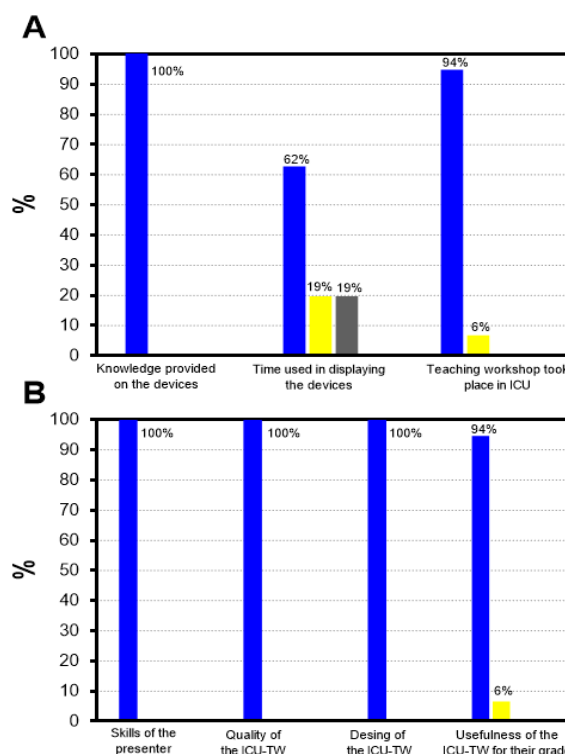 A
100
90
80
70
60
50
40
30
20
10
0
%
100%
62%
19%
19%
94%
6%
Knowledge provided
on the devices
Time used in displaying
the devices
Teaching workshop took
place in ICU
B
100
90
80
70
60
50
40
30
20
10
0
%
100%
100%
100%
94%
6%
Skills of the
presenter
Quality of
the ICU-TW
Desing of
the ICU-TW
Usefulness of the
ICU-TW for their grade